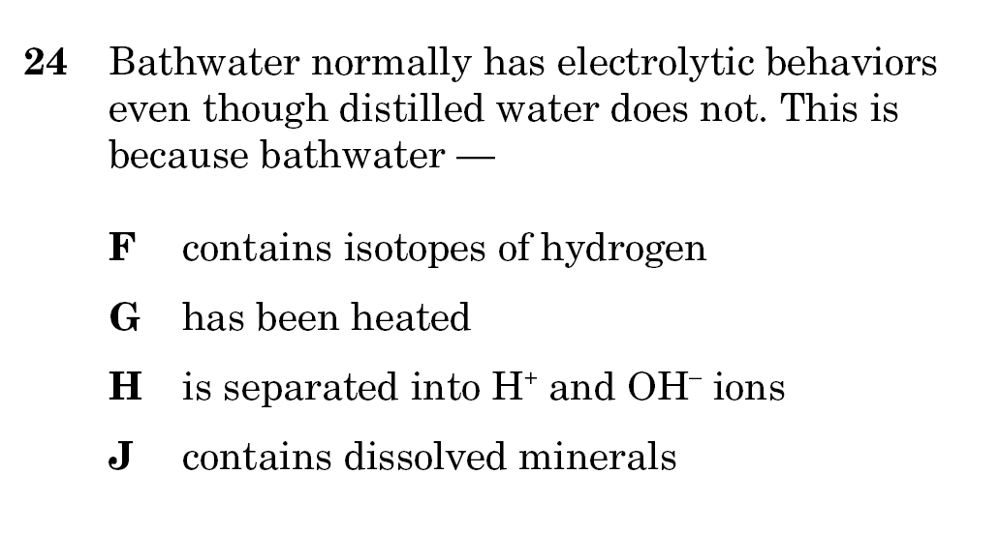 24 Bathwater normally has electrolytic behaviors
even though distilled water does not. This is
because bathwater —
F contains isotopes of hydrogen
G has been heated
H is separated into H⁺ and OH⁻ ions
J contains dissolved minerals